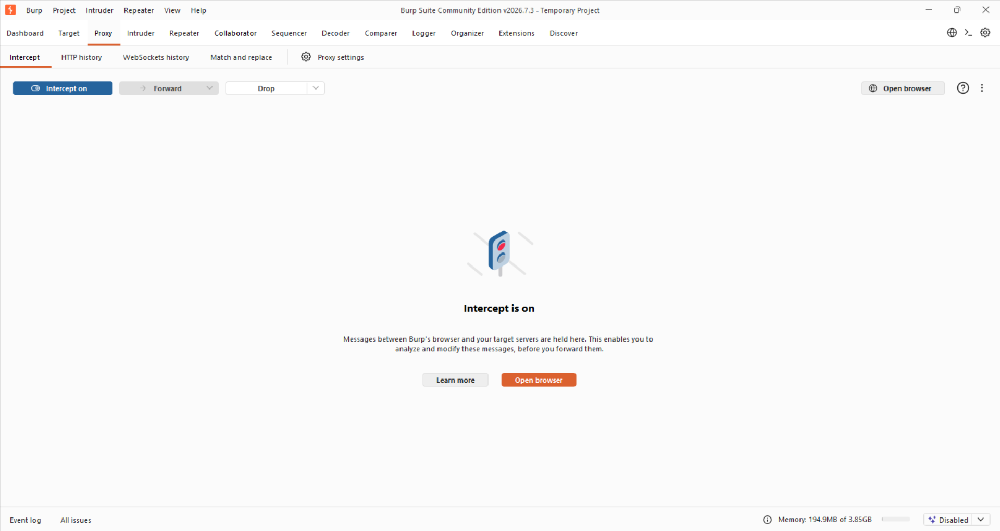 Burp Project Intruder Repeater View Help Burp Suite Community Edition v2026.7.3 - Temporary Project
Dashboard Target Proxy Intruder Repeater Collaborator Sequencer Decoder Comparer Logger Organizer Extensions Discover
Intercept HTTP history WebSockets history Match and replace Proxy settings
Intercept on Forward Drop Open browser
Intercept is on
Messages between Burp's browser and your target servers are held here. This enables you to
analyze and modify these messages, before you forward them.
Learn more Open browser
Event log All issues Memory: 194.9MB of 3.85GB Disabled